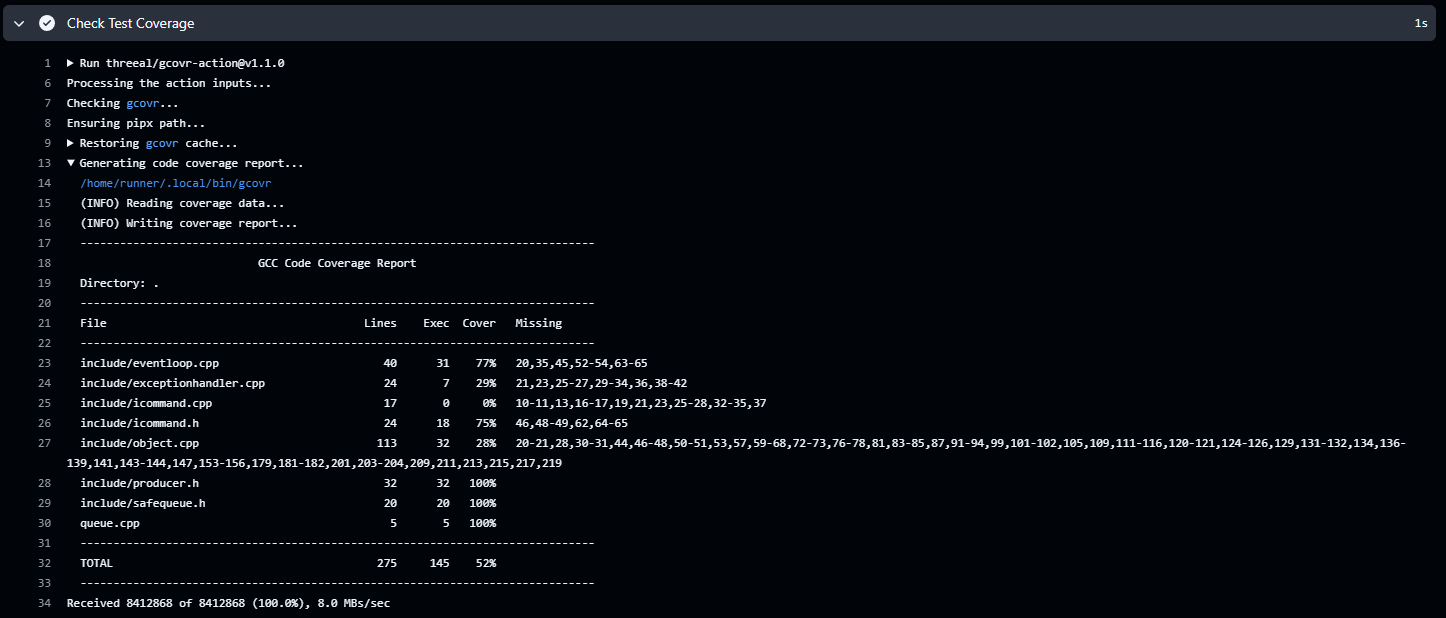 Check Test Coverage 1s
1 Run threeal/gcovr-action@v1.1.0
6 Processing the action inputs...
7 Checking gcovr...
8 Ensuring pipx path...
9 Restoring gcovr cache...
13 Generating code coverage report...
14 /home/runner/.local/bin/gcovr
15 (INFO) Reading coverage data...
16 (INFO) Writing coverage report...
17 ------------------------------------------------------------------------------
18 GCC Code Coverage Report
19 Directory: .
20 ------------------------------------------------------------------------------
21 File Lines Exec Cover Missing
22 ------------------------------------------------------------------------------
23 include/eventloop.cpp 40 31 77% 20,35,45,52-54,63-65
24 include/exceptionhandler.cpp 24 7 29% 21,23,25-27,29-34,36,38-42
25 include/icommand.cpp 17 0 0% 10-11,13,16-17,19,21,23,25-28,32-35,37
26 include/icommand.h 24 18 75% 46,48-49,62,64-65
27 include/object.cpp 113 32 28% 20-21,28,30-31,44,46-48,50-51,53,57,59-68,72-73,76-78,81,83-85,87,91-94,99,101-102,105,109,111-116,120-121,124-126,129,131-132,134,136-
139,141,143-144,147,153-156,179,181-182,201,203-204,209,211,213,215,217,219
28 include/producer.h 32 32 100%
29 include/safequeue.h 20 20 100%
30 queue.cpp 5 5 100%
31 ------------------------------------------------------------------------------
32 TOTAL 275 145 52%
33 ------------------------------------------------------------------------------
34 Received 8412868 of 8412868 (100.0%), 8.0 MBs/sec